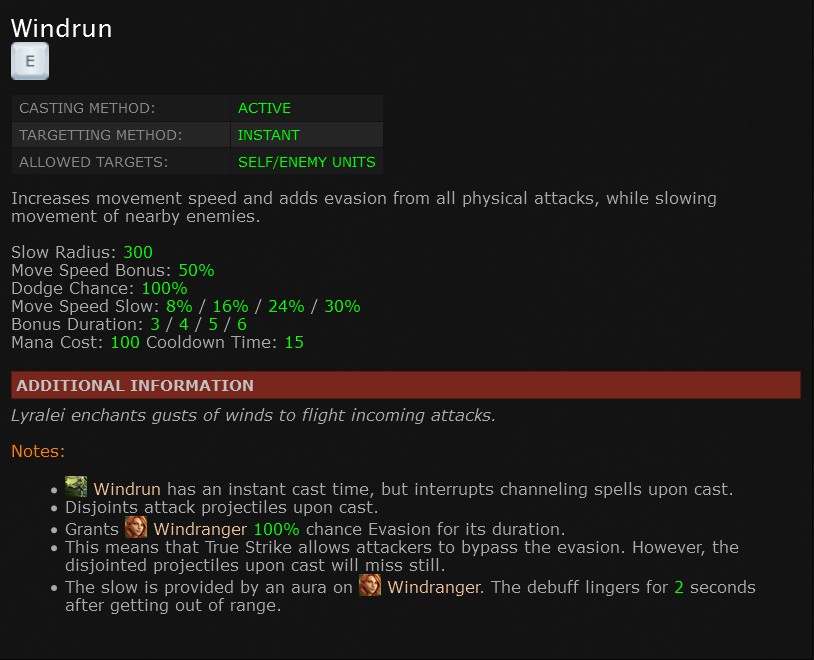 Windrun
E
CASTING METHOD: ACTIVE
TARGETTING METHOD: INSTANT
ALLOWED TARGETS: SELF/ENEMY UNITS
Increases movement speed and adds evasion from all physical attacks, while slowing
movement of nearby enemies.
Slow Radius: 300
Move Speed Bonus: 50%
Dodge Chance: 100%
Move Speed Slow: 8% / 16% / 24% / 30%
Bonus Duration: 3 / 4 / 5 / 6
Mana Cost: 100 Cooldown Time: 15
ADDITIONAL INFORMATION
Lyralei enchants gusts of winds to flight incoming attacks.
Notes:
• Windrun has an instant cast time, but interrupts channeling spells upon cast.
• Disjoints attack projectiles upon cast.
• Grants Windranger 100% chance Evasion for its duration.
• This means that True Strike allows attackers to bypass the evasion. However, the
disjointed projectiles upon cast will miss still.
• The slow is provided by an aura on Windranger. The debuff lingers for 2 seconds
after getting out of range.